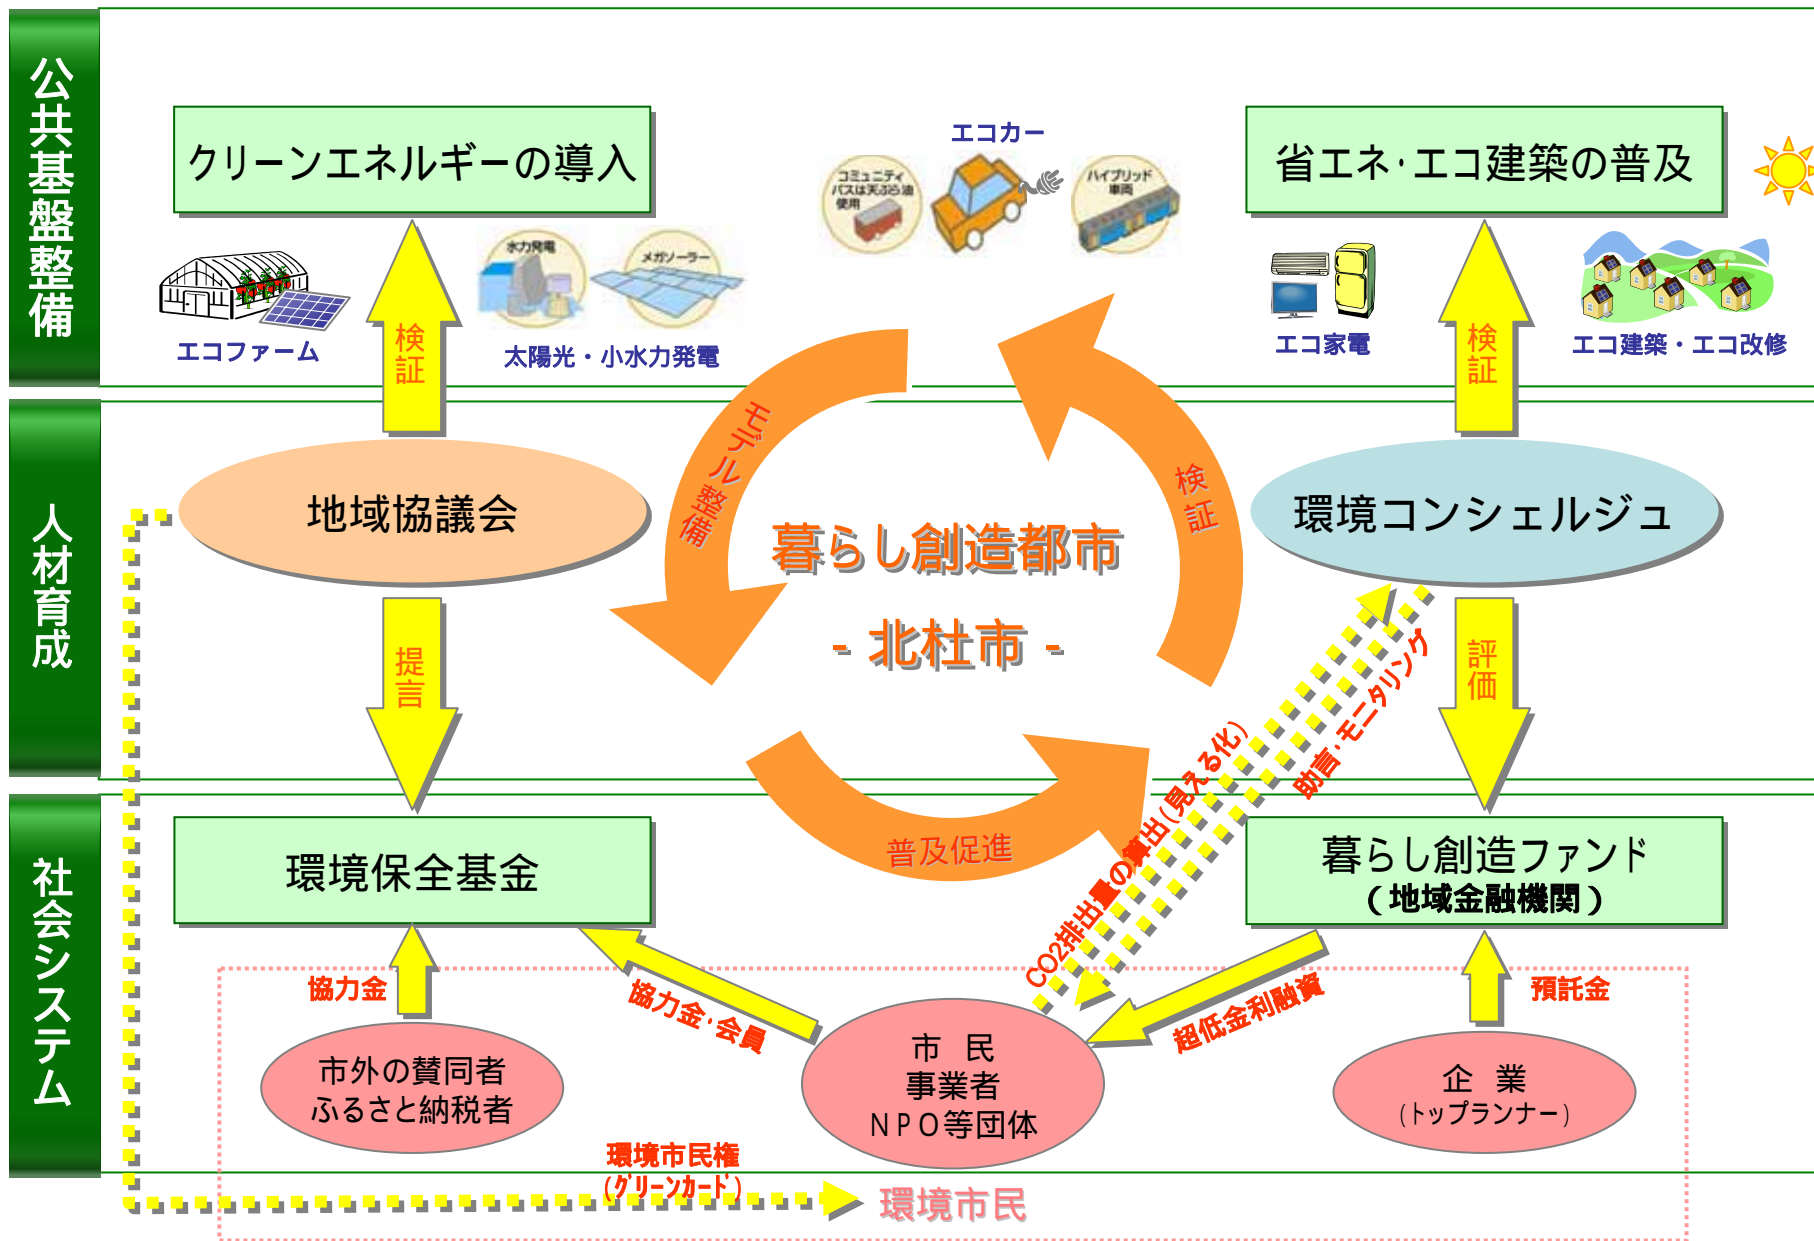 公共基盤整備
クリーンエネルギーの導入
エコカー
コミュニティ
バスは天ぷら油
使用
ハイブリッド
車両
省エネ・エコ建築の普及
水力発電
メガソーラー
エコファーム
太陽光・小水力発電
検証
エコ家電
検証
エコ建築・エコ改修
人材育成
地域協議会
モデル整備
検証
暮らし創造都市
- 北杜市 -
環境コンシェルジュ
提言
評価
助言・モニタリング
CO2排出量の算出(見える化)
普及促進
社会システム
環境保全基金
暮らし創造ファンド
(地域金融機関)
協力金
協力金・会員
超低金利融資
預託金
市外の賛同者
ふるさと納税者
市 民
事業者
NPO等団体
企 業
(トップランナー)
環境市民権
(グリーンカード)
環境市民